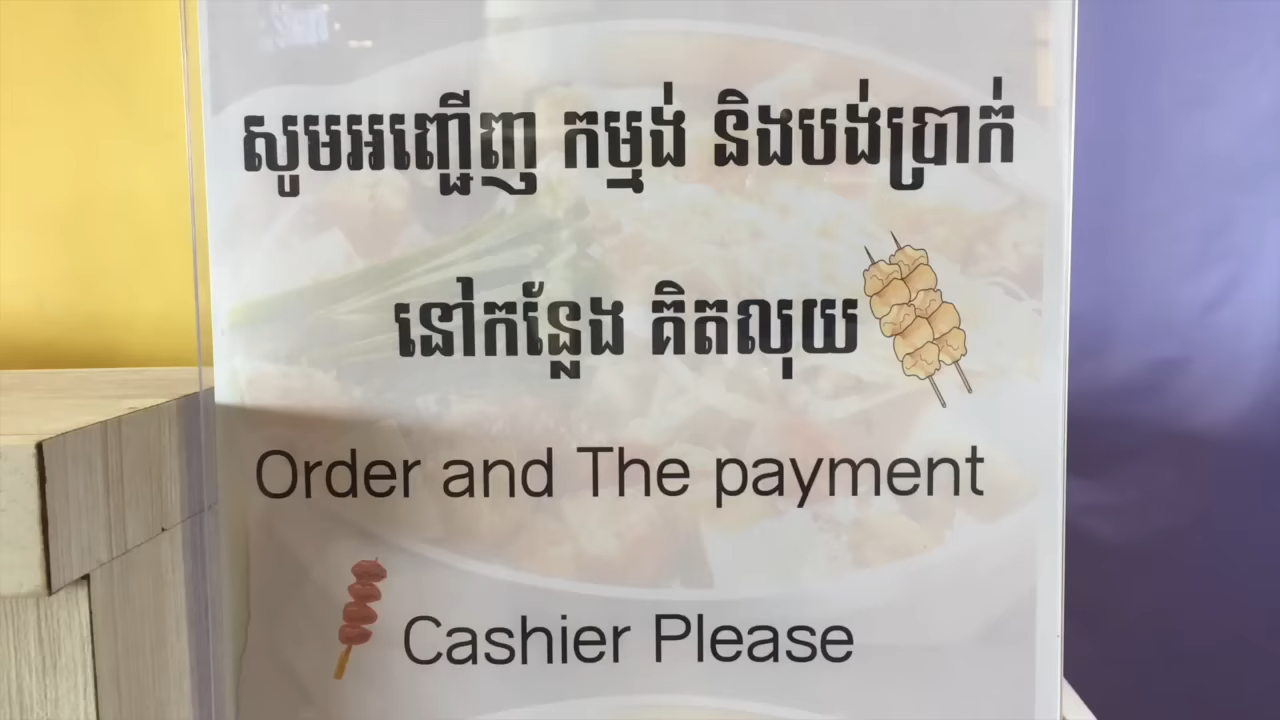 សូមអញ្ជើញ កម្មង់ និងបង់ប្រាក់
នៅកន្លែង គិតលុយ
Order and The payment
Cashier Please